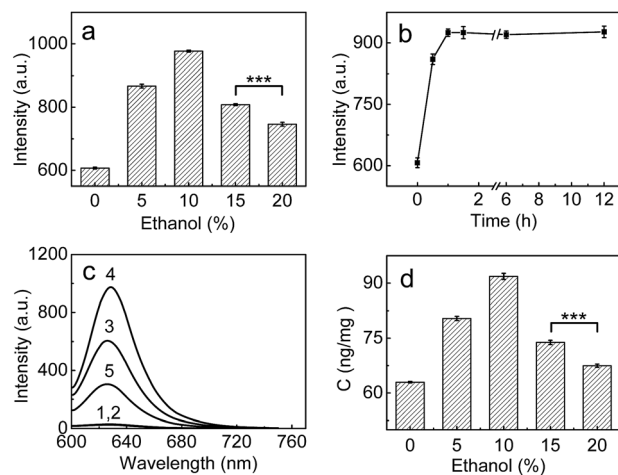 a
Intensity (a.u.)
1000
800
600
***
0 5 10 15 20
Ethanol (%)
b
Intensity (a.u.)
900
750
600
0 2 6 8 10 12
Time (h)
c
Intensity (a.u.)
1200
800
400
0
4
3
5
1,2
600 640 680 720 760
Wavelength (nm)
d
C (ng/mg)
90
75
60
***
0 5 10 15 20
Ethanol (%)